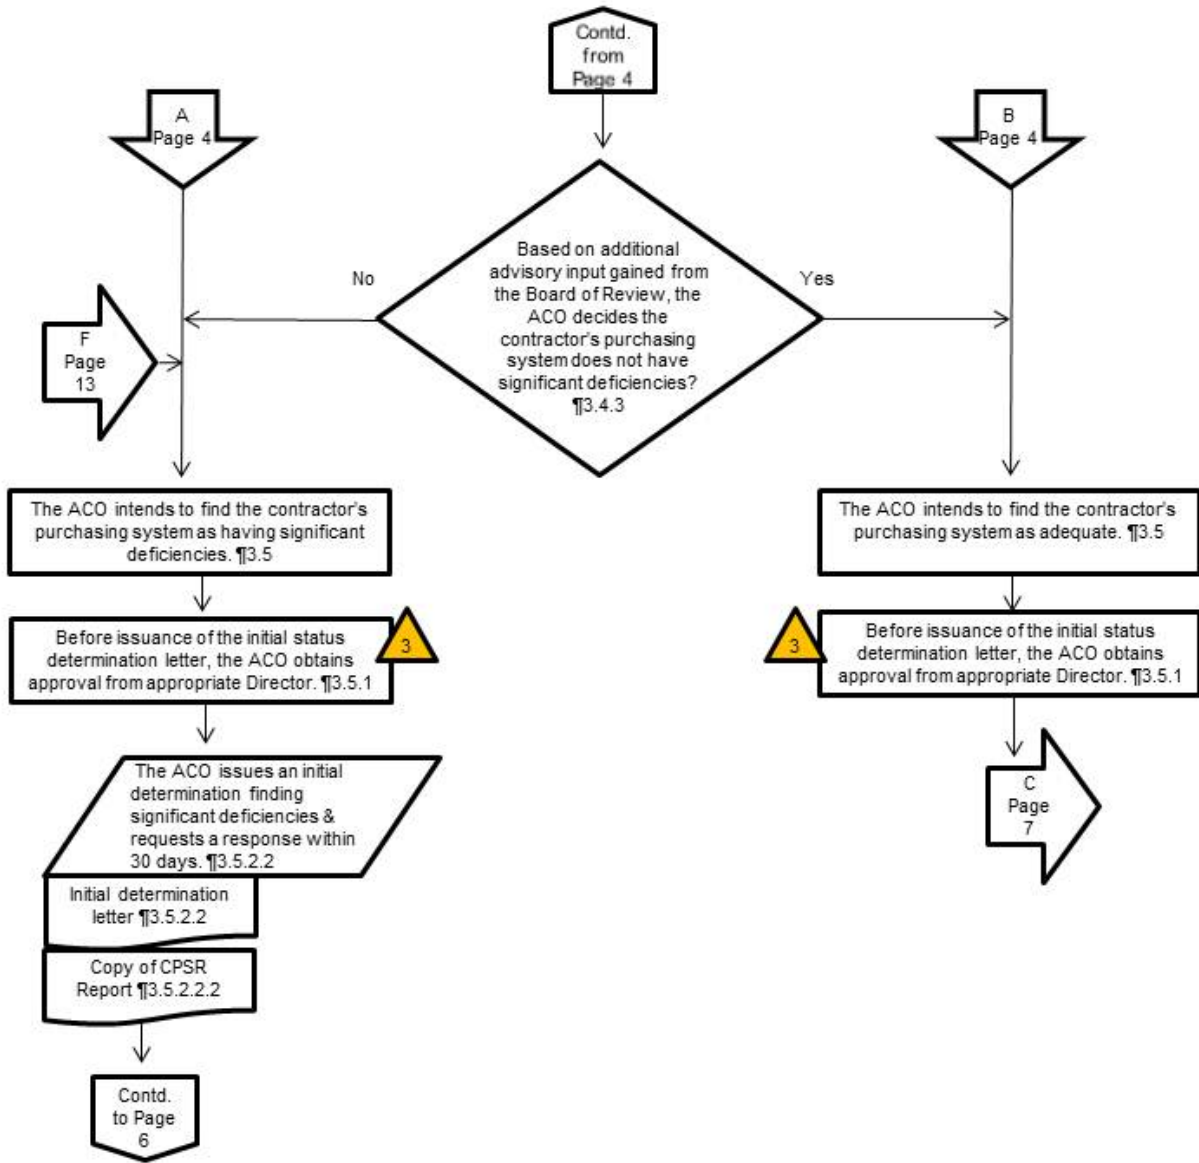 Contd.
from
Page 4
A
Page 4
B
Page 4
Based on additional
advisory input gained from
the Board of Review, the
ACO decides the
contractor's purchasing
system does not have
significant deficiencies?
¶3.4.3
No
Yes
F
Page
13
The ACO intends to find the contractor's
purchasing system as having significant
deficiencies. ¶3.5
The ACO intends to find the contractor's
purchasing system as adequate. ¶3.5
Before issuance of the initial status
determination letter, the ACO obtains
approval from appropriate Director. ¶3.5.1
3
3
Before issuance of the initial status
determination letter, the ACO obtains
approval from appropriate Director. ¶3.5.1
The ACO issues an initial
determination finding
significant deficiencies &
requests a response within
30 days. ¶3.5.2.2
C
Page
7
Initial determination
letter ¶3.5.2.2
Copy of CPSR
Report ¶3.5.2.2.2
Contd.
to Page
6